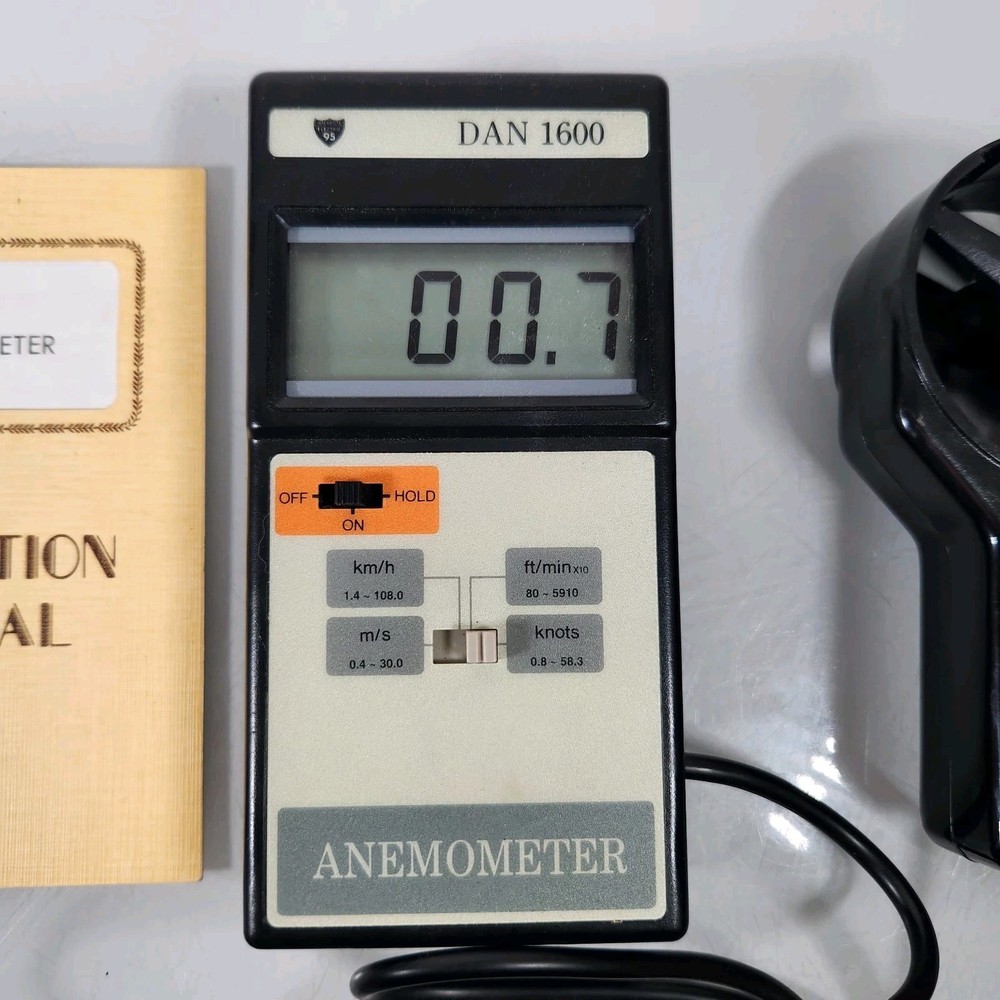 ETER
TION
AL
95
DAN 1600
00.7
OFF
HOLD
ON
km/h
1.4 ~ 108.0
ft/min x10
80 ~ 5910
m/s
0.4 ~ 30.0
knots
0.8 ~ 58.3
ANEMOMETER